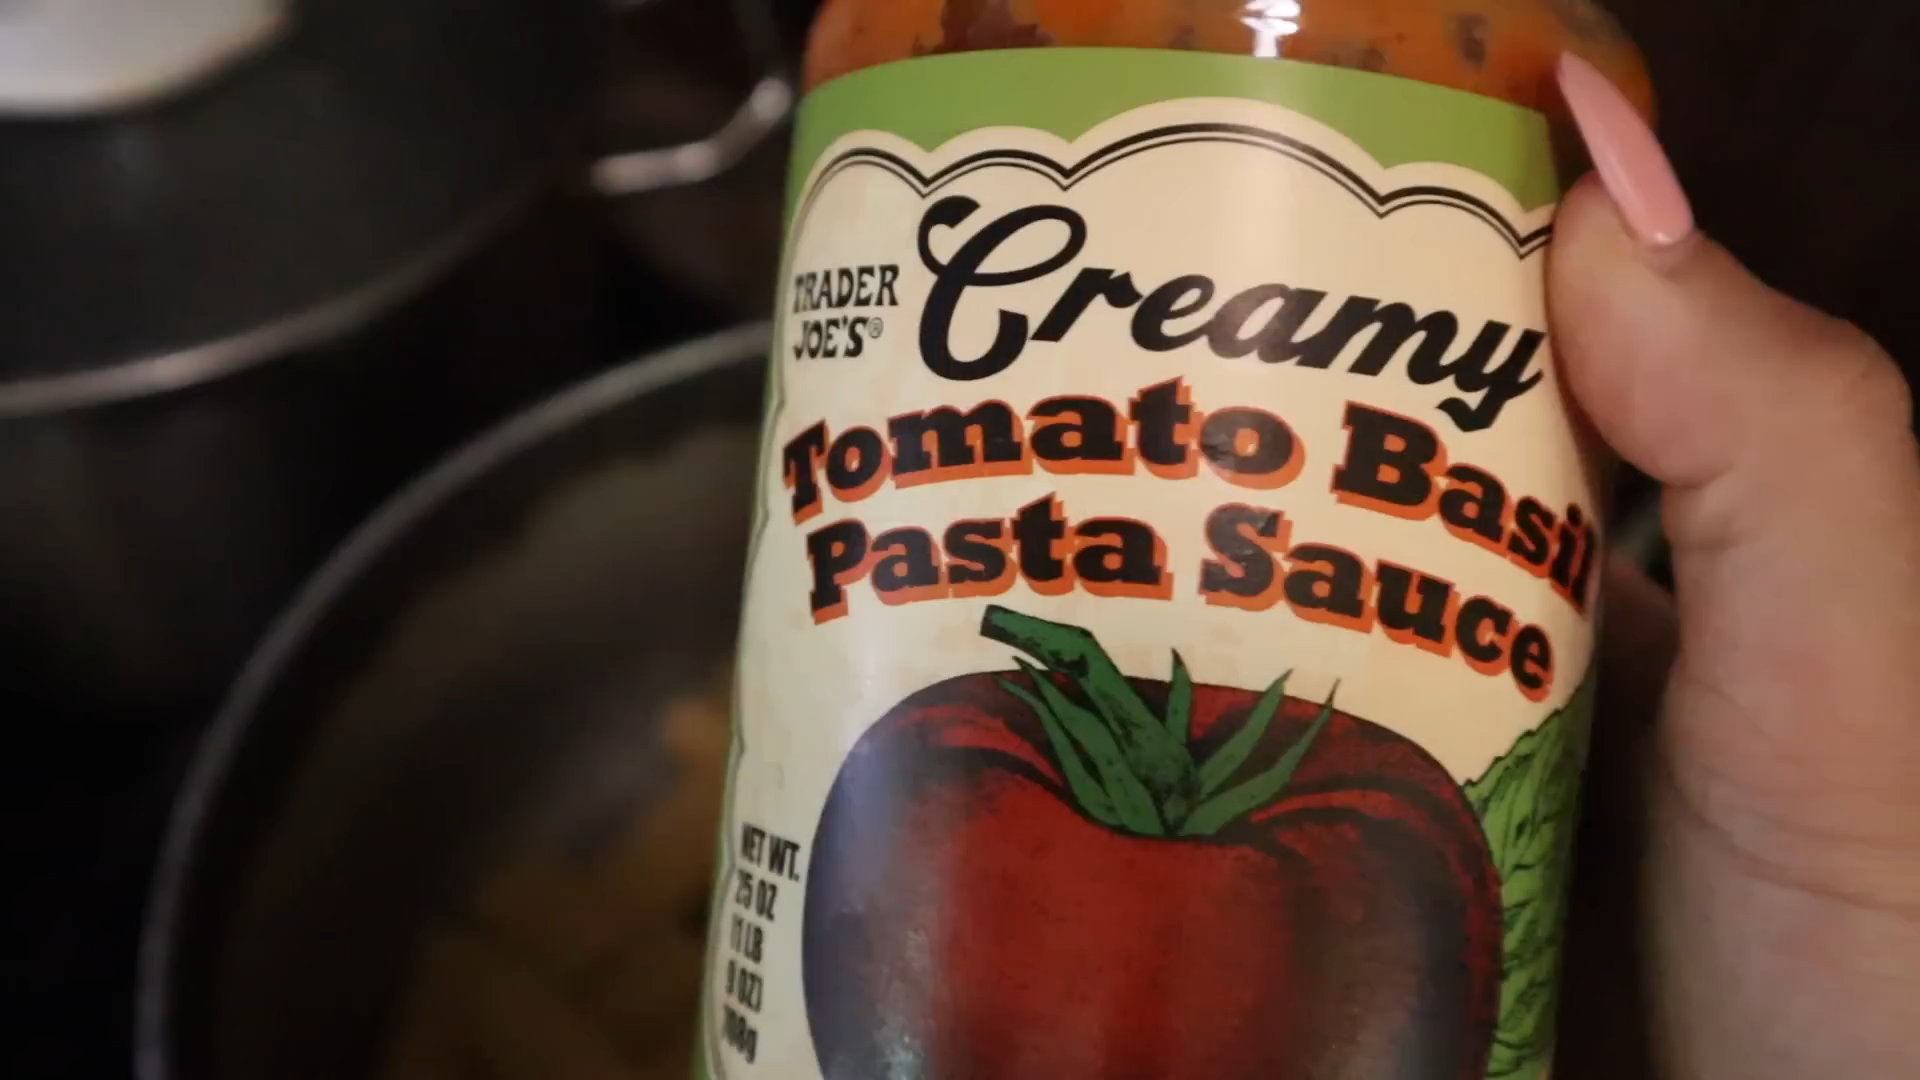 TRADER
JOE'S®
Creamy
Tomato Basil
Pasta Sauce
NET WT.
25 OZ
(1 LB
9 OZ)
708g